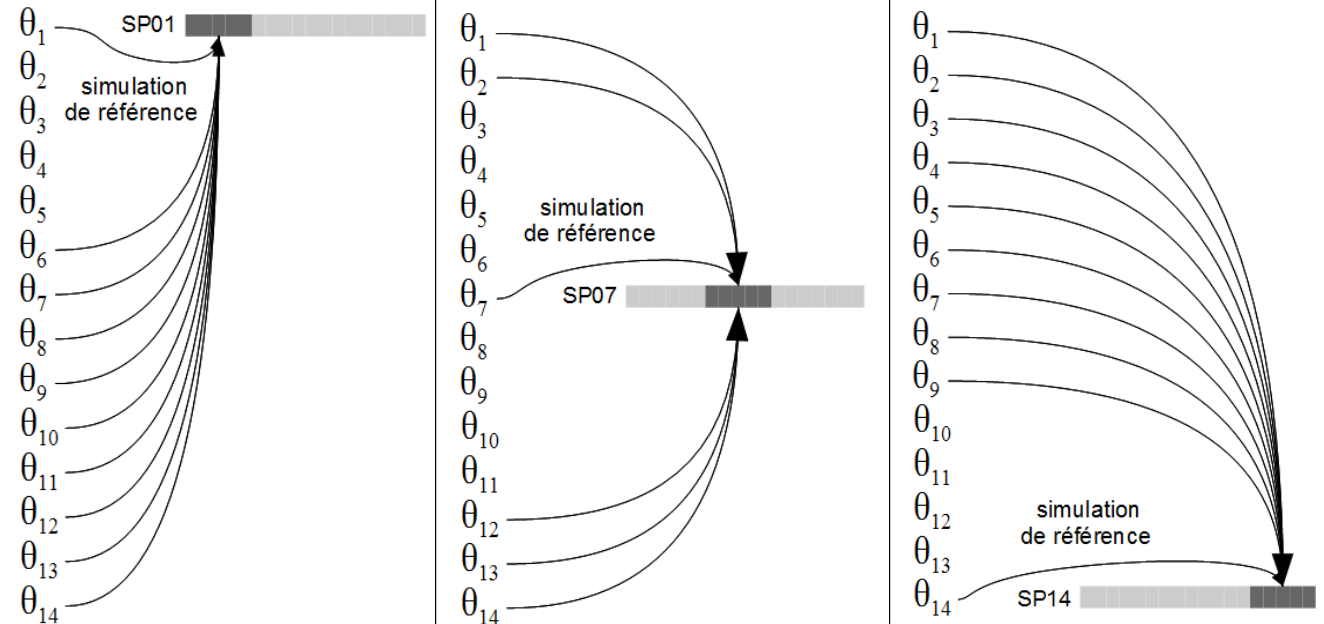 θ1
SP01
θ2
simulation
de référence
θ3
θ4
θ5
θ6
θ7
θ8
θ9
θ10
θ11
θ12
θ13
θ14
θ1
θ2
θ3
θ4
θ5
simulation
de référence
θ6
θ7
SP07
θ8
θ9
θ10
θ11
θ12
θ13
θ14
θ1
θ2
θ3
θ4
θ5
θ6
θ7
θ8
θ9
θ10
θ11
θ12
simulation
de référence
θ13
θ14
SP14